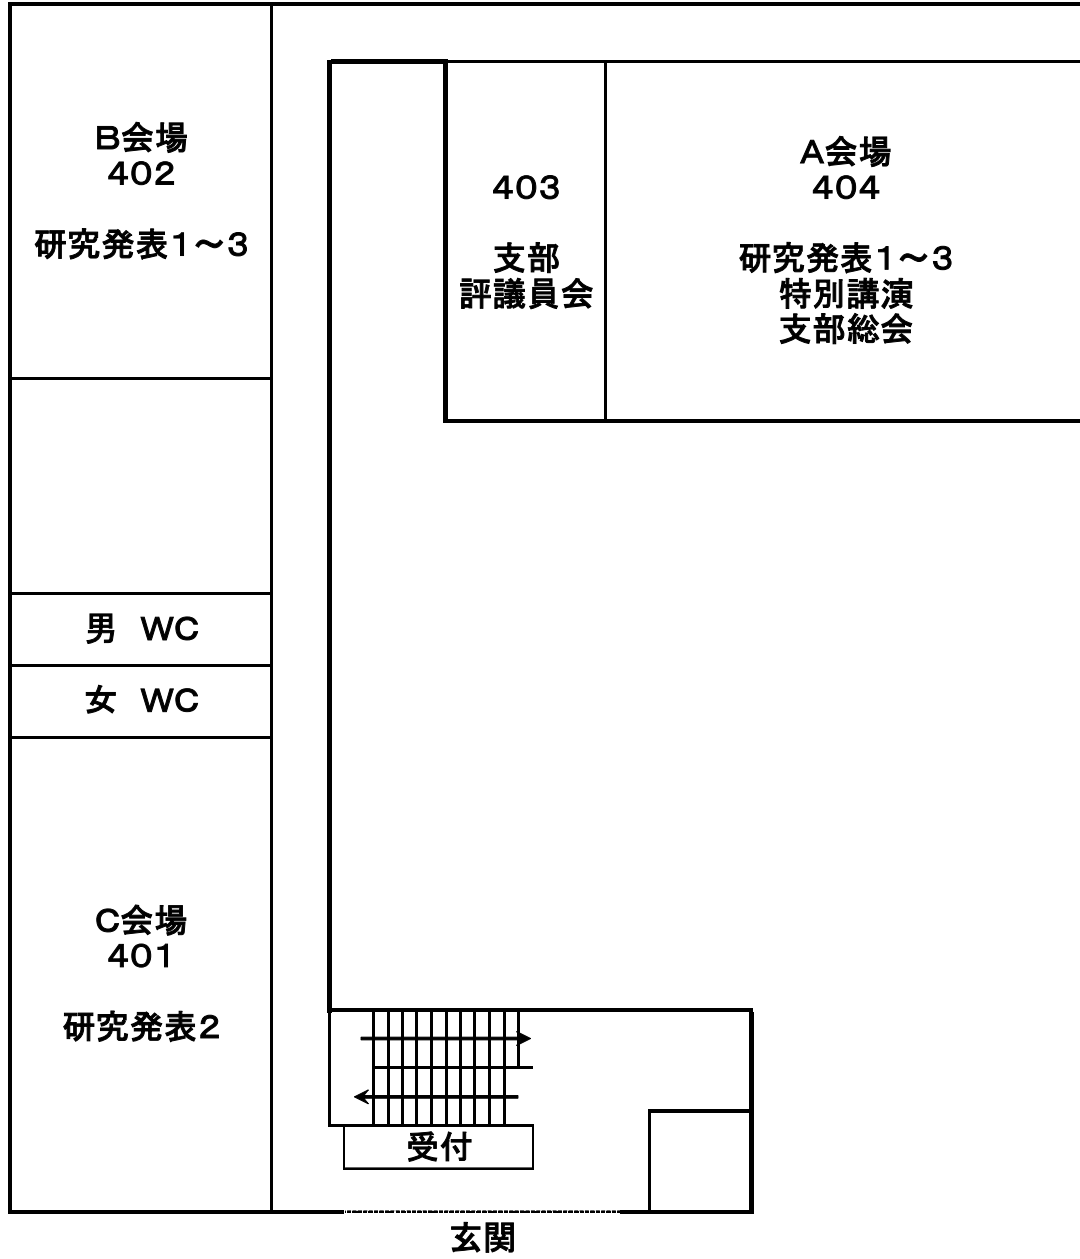 B会場
402
研究発表1～3
403
支部
評議員会
A会場
404
研究発表1～3
特別講演
支部総会
男　WC
女　WC
C会場
401
研究発表2
受付
玄関